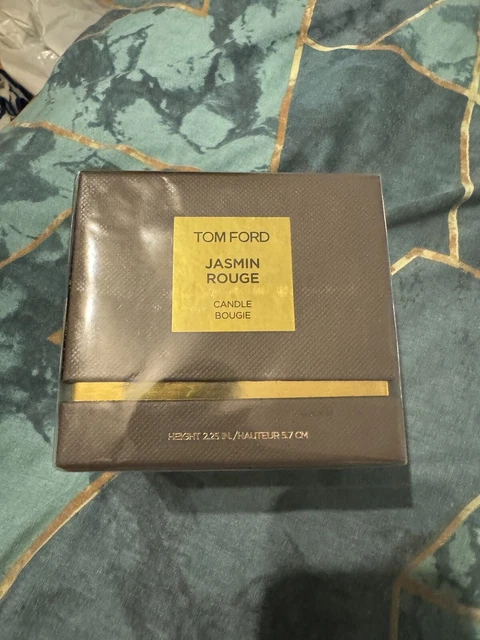 TOM FORD
JASMIN
ROUGE
CANDLE
BOUGIE
HEIGHT 2.25 IN./HAUTEUR 5.7 CM